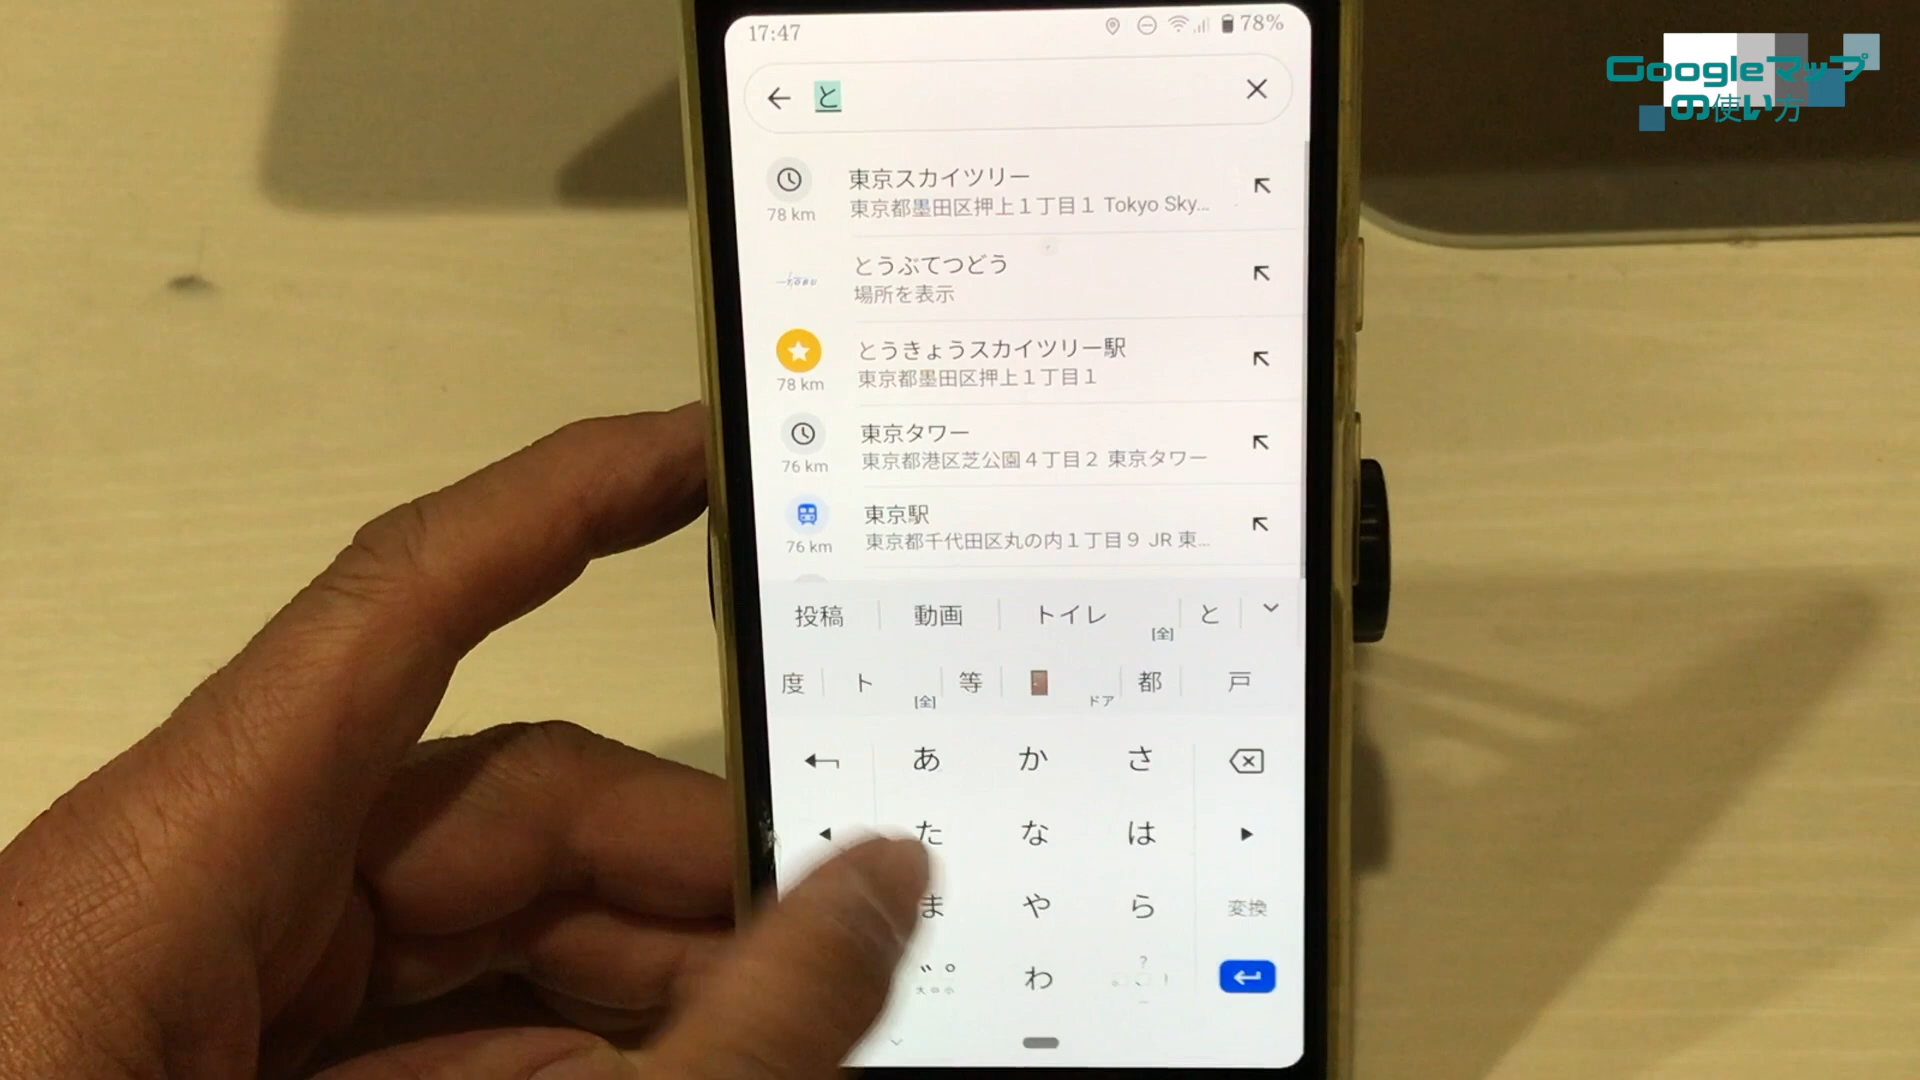 17:47
78%
Googleマップ
の使い方
と
東京スカイツリー
78 km
東京都墨田区押上1丁目1 Tokyo Sky...
とうぶてつどう
場所を表示
とうきょうスカイツリー駅
78 km
東京都墨田区押上1丁目1
東京タワー
76 km
東京都港区芝公園4丁目2 東京タワー
東京駅
76 km
東京都千代田区丸の内1丁目9 JR 東...
投稿 動画 トイレ [全] と
度 ト [全] 等 ドア 都 戸
あ か さ
た な は
ま や ら 変換
わ